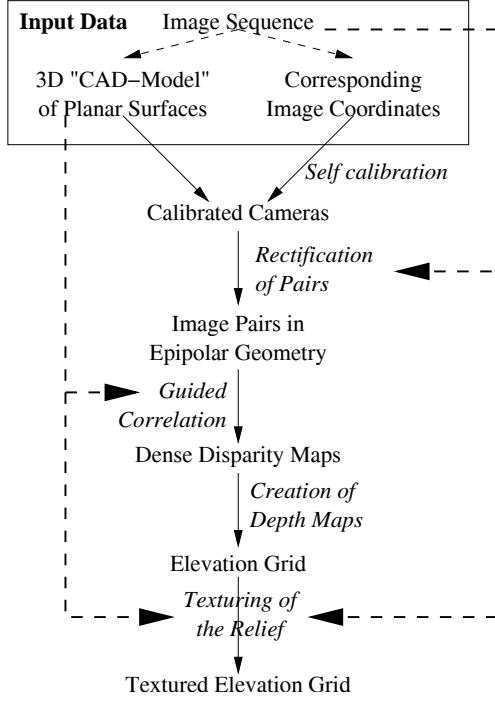 Input Data
Image Sequence
3D "CAD−Model"
of Planar Surfaces
Corresponding
Image Coordinates
Self calibration
Calibrated Cameras
Rectification
of Pairs
Image Pairs in
Epipolar Geometry
Guided
Correlation
Dense Disparity Maps
Creation of
Depth Maps
Elevation Grid
Texturing of
the Relief
Textured Elevation Grid